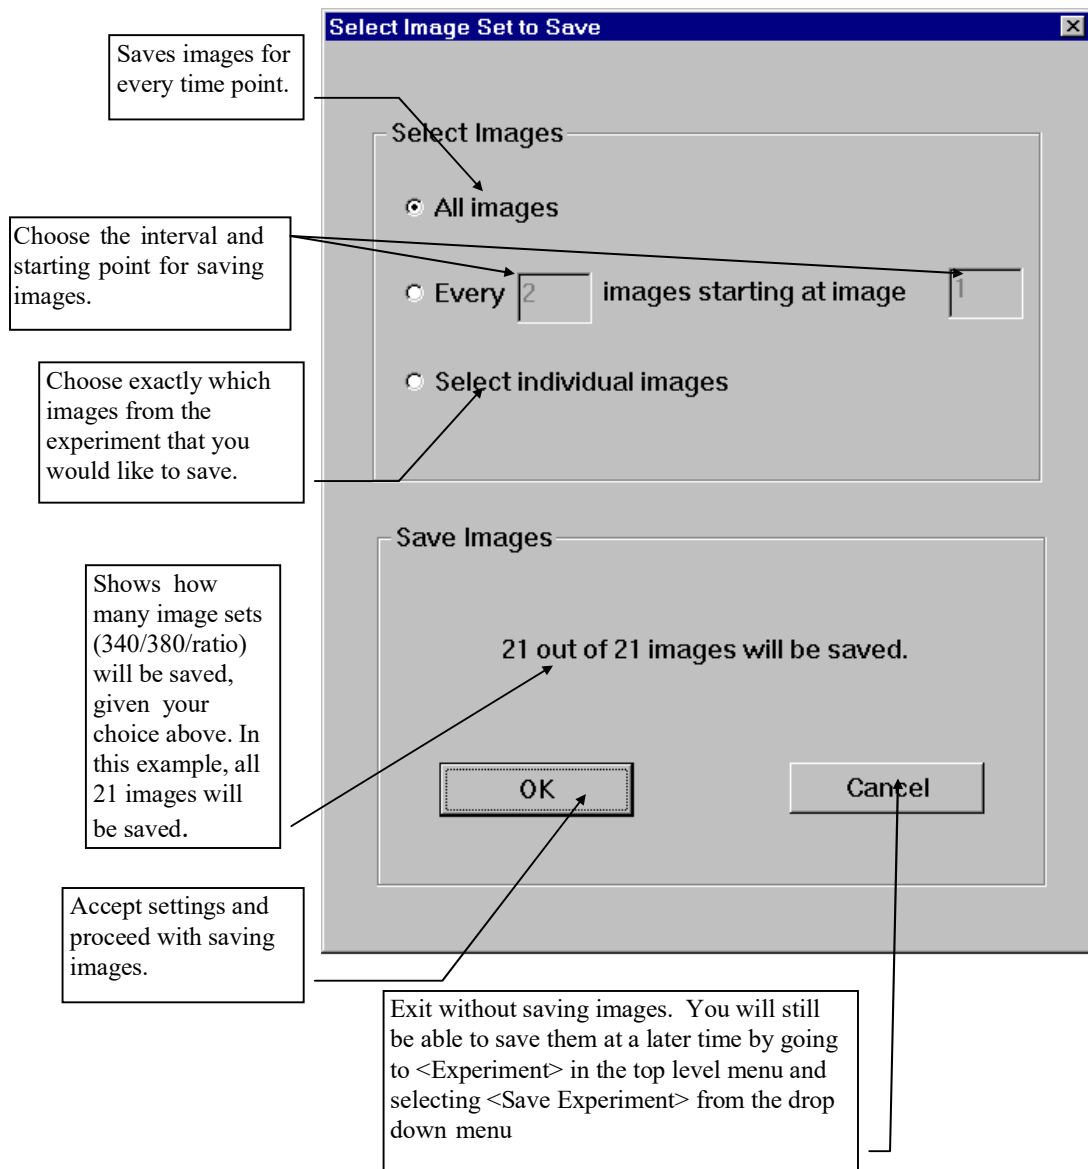 Select Image Set to Save
Saves images for
every time point.
Select Images
All images
Choose the interval and
starting point for saving
images.
Every 2 images starting at image 1
Choose exactly which
images from the
experiment that you
would like to save.
Select individual images
Save Images
Shows how
many image sets
(340/380/ratio)
will be saved,
given your
choice above. In
this example, all
21 images will
be saved.
21 out of 21 images will be saved.
OK
Cancel
Accept settings and
proceed with saving
images.
Exit without saving images. You will still
be able to save them at a later time by going
to <Experiment> in the top level menu and
selecting <Save Experiment> from the drop
down menu